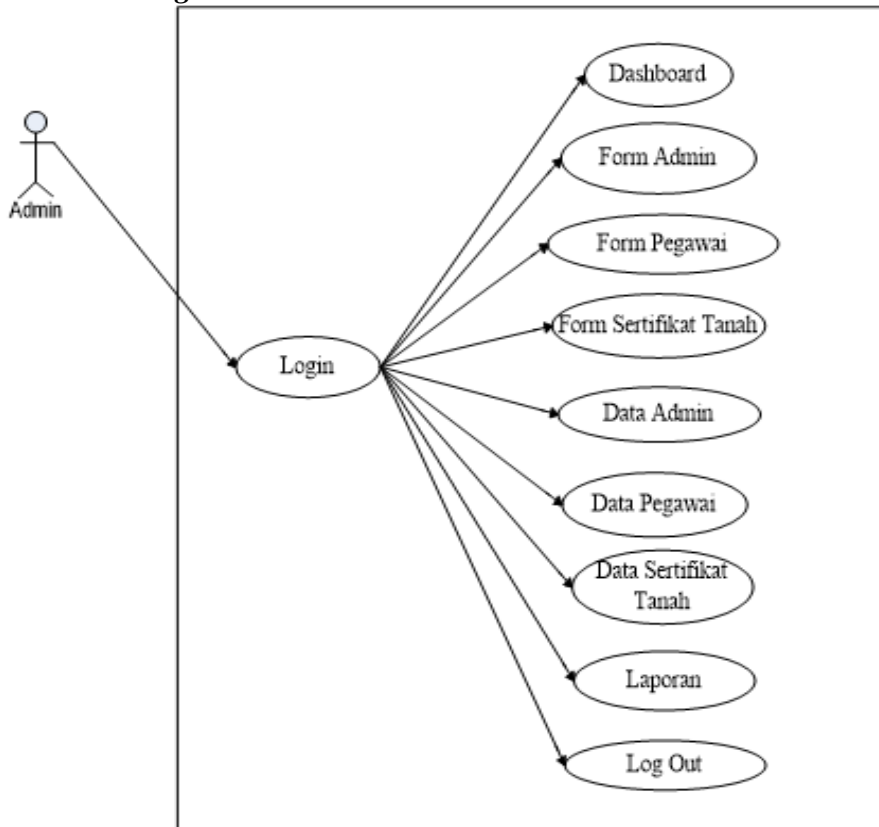 Admin
Login
Dashboard
Form Admin
Form Pegawai
Form Sertifikat Tanah
Data Admin
Data Pegawai
Data Sertifikat
Tanah
Laporan
Log Out